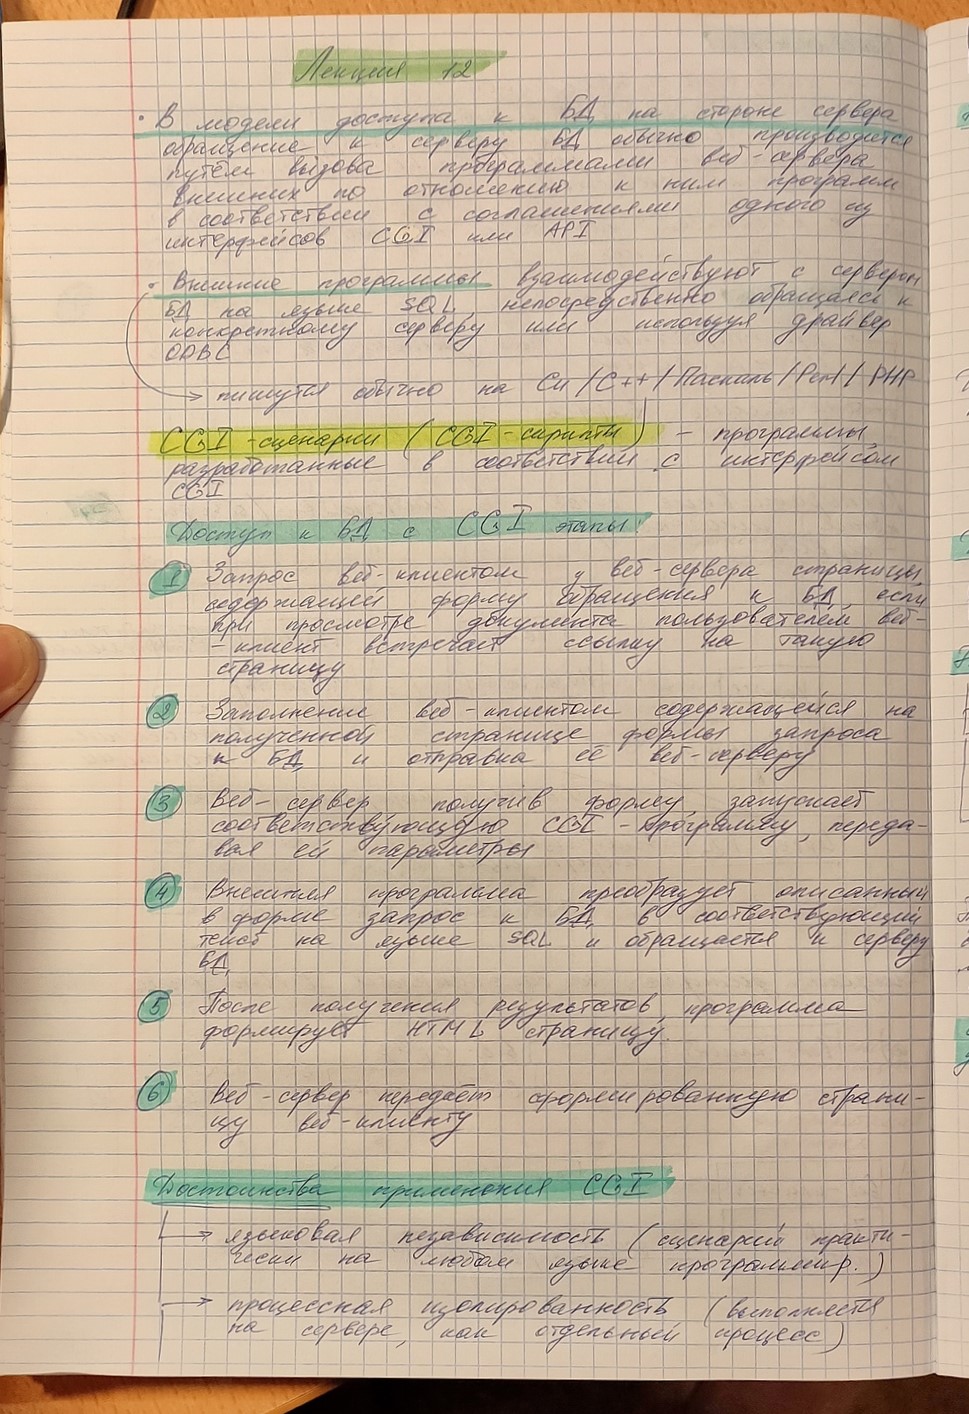 Лекция 12
• В модели доступа к БД на стороне сервера
обращение к серверу БД обычно производится
путём вызова программами веб-сервера
внешних по отношению к ним программ
в соответствии с соглашениями одного из
интерфейсов CGI или API
• Внешние программы взаимодействуют с сервером
БД на языке SQL, непосредственно обращаясь к
конкретному серверу или используя драйвер
ODBC
→ пишутся обычно на Си/С++/Паскаль/Perl/PHP
CGI-сценарии (CGI-скрипты) – программы,
разработанные в соответствии с интерфейсом
CGI
Доступ к БД с CGI этапы:
1 Запрос веб-клиентом у веб-сервера страницы,
содержащей форму обращения к БД, если
при просмотре документа пользователем веб-
-клиент встречает ссылку на такую
страницу
2 Заполнение веб-клиентом содержащейся на
полученной странице формы запроса
к БД и отправка её веб-серверу
3 Веб-сервер, получив форму, запускает
соответствующую CGI-программу, переда-
вая ей параметры
4 Внешняя программа преобразует описанный
в форме запрос к БД в соответствующий
текст на языке SQL и обращается к серверу
БД
5 После получения результатов, программа
формирует HTML страницу.
6 Веб-сервер передаёт сформированную страни-
цу веб-клиенту
Достоинства применения CGI
→ языковая независимость (сценарий практи-
чески на любом языке программир.)
→ процессная изолированность (выполняется
на сервере, как отдельный процесс)